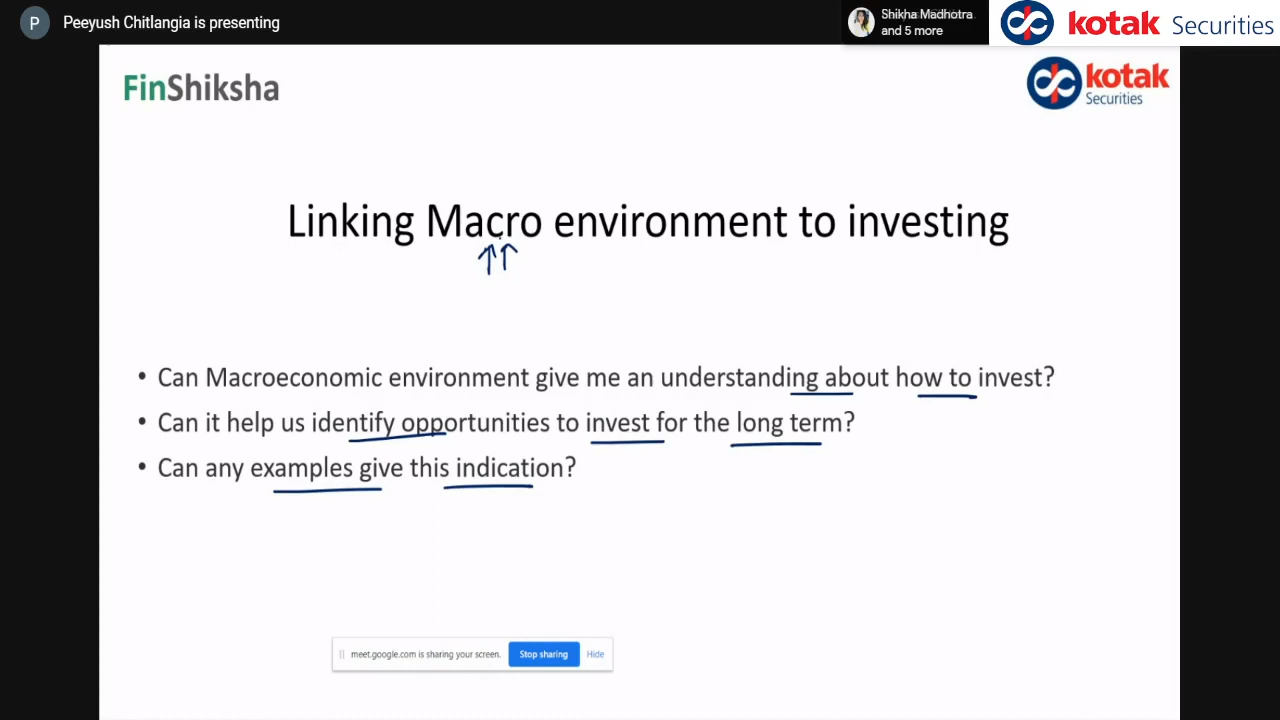 P Peeyush Chitlangia is presenting
Shikha Madhotra
and 5 more
kotak Securities
FinShiksha
kotak
Securities
Linking Macro environment to investing
• Can Macroeconomic environment give me an understanding about how to invest?
• Can it help us identify opportunities to invest for the long term?
• Can any examples give this indication?
meet.google.com is sharing your screen. Stop sharing Hide